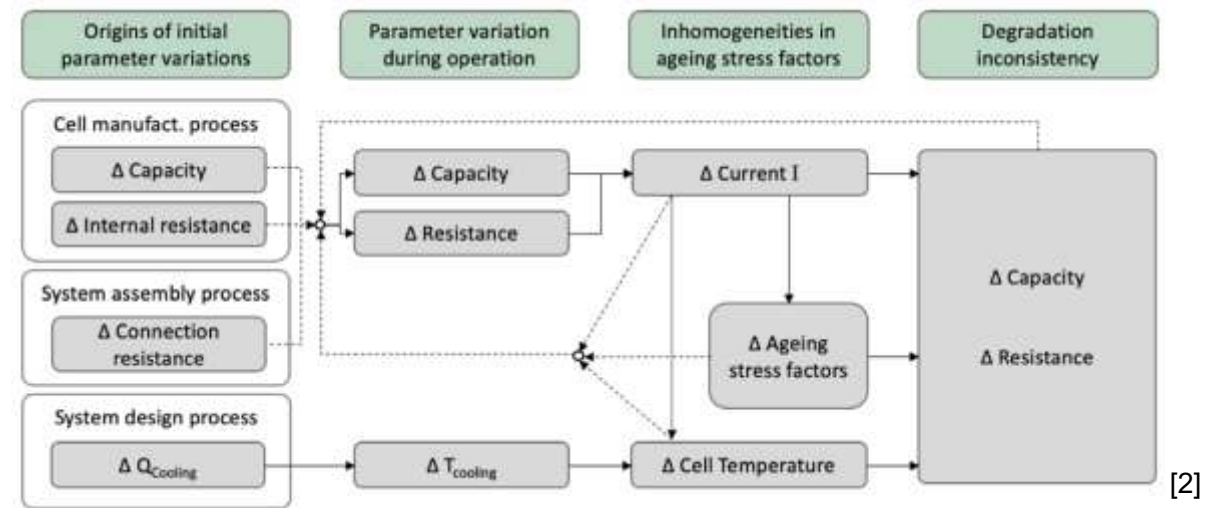 Origins of initial
parameter variations
Parameter variation
during operation
Inhomogeneities in
ageing stress factors
Degradation
inconsistency
Cell manufact. process
Δ Capacity
Δ Internal resistance
System assembly process
Δ Connection
resistance
System design process
Δ QCooling
Δ Capacity
Δ Resistance
Δ Tcooling
Δ Current I
Δ Ageing
stress factors
Δ Cell Temperature
Δ Capacity
Δ Resistance
[2]